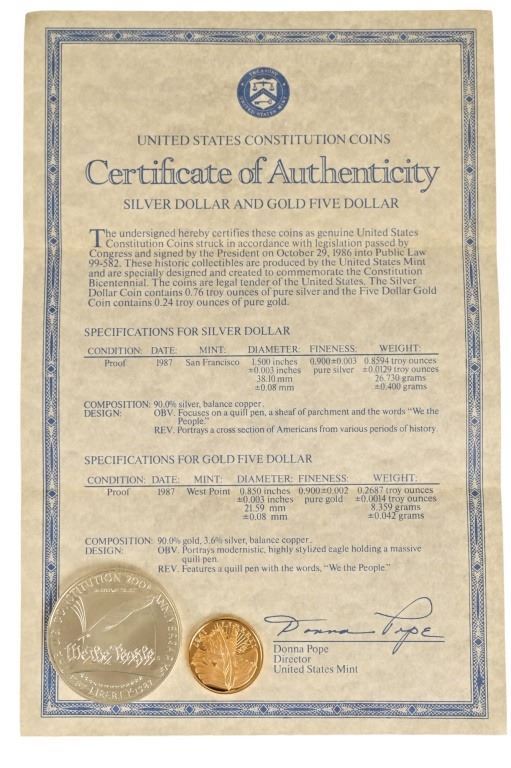 UNITED STATES CONSTITUTION COINS
Certificate of Authenticity
SILVER DOLLAR AND GOLD FIVE DOLLAR
The undersigned hereby certifies these coins as genuine United States
Constitution Coins struck in accordance with legislation passed by
Congress and signed by the President on October 29, 1986 into Public Law
99-582. These historic collectibles are produced by the United States Mint
and are specially designed and created to commemorate the Constitution
Bicentennial. The coins are legal tender of the United States. The Silver
Dollar Coin contains 0.76 troy ounces of pure silver and the Five Dollar Gold
Coin contains 0.24 troy ounces of pure gold.
SPECIFICATIONS FOR SILVER DOLLAR
CONDITION: DATE: MINT: DIAMETER: FINENESS: WEIGHT:
Proof 1987 San Francisco 1.500 inches 0.900±0.003 0.8594 troy ounces
±0.003 inches pure silver ±0.0129 troy ounces
38.10 mm 26.730 grams
±0.08 mm ±0.400 grams
COMPOSITION: 90.0% silver, balance copper.
DESIGN: OBV. Focuses on a quill pen, a sheaf of parchment and the words "We the
People."
REV. Portrays a cross section of Americans from various periods of history.
SPECIFICATIONS FOR GOLD FIVE DOLLAR
CONDITION: DATE: MINT: DIAMETER: FINENESS: WEIGHT:
Proof 1987 West Point 0.850 inches 0.900±0.002 0.2687 troy ounces
±0.003 inches pure gold ±0.0014 troy ounces
21.59 mm 8.359 grams
±0.08 mm ±0.042 grams
COMPOSITION: 90.0% gold, 3.6% silver, balance copper.
DESIGN: OBV. Portrays modernistic, highly stylized eagle holding a massive
quill pen.
REV. Features a quill pen with the words, "We the People."
Donna Pope
Donna Pope
Director
United States Mint
CONSTITUTION 200TH ANNIVERSARY
We the People
LIBERTY 1987